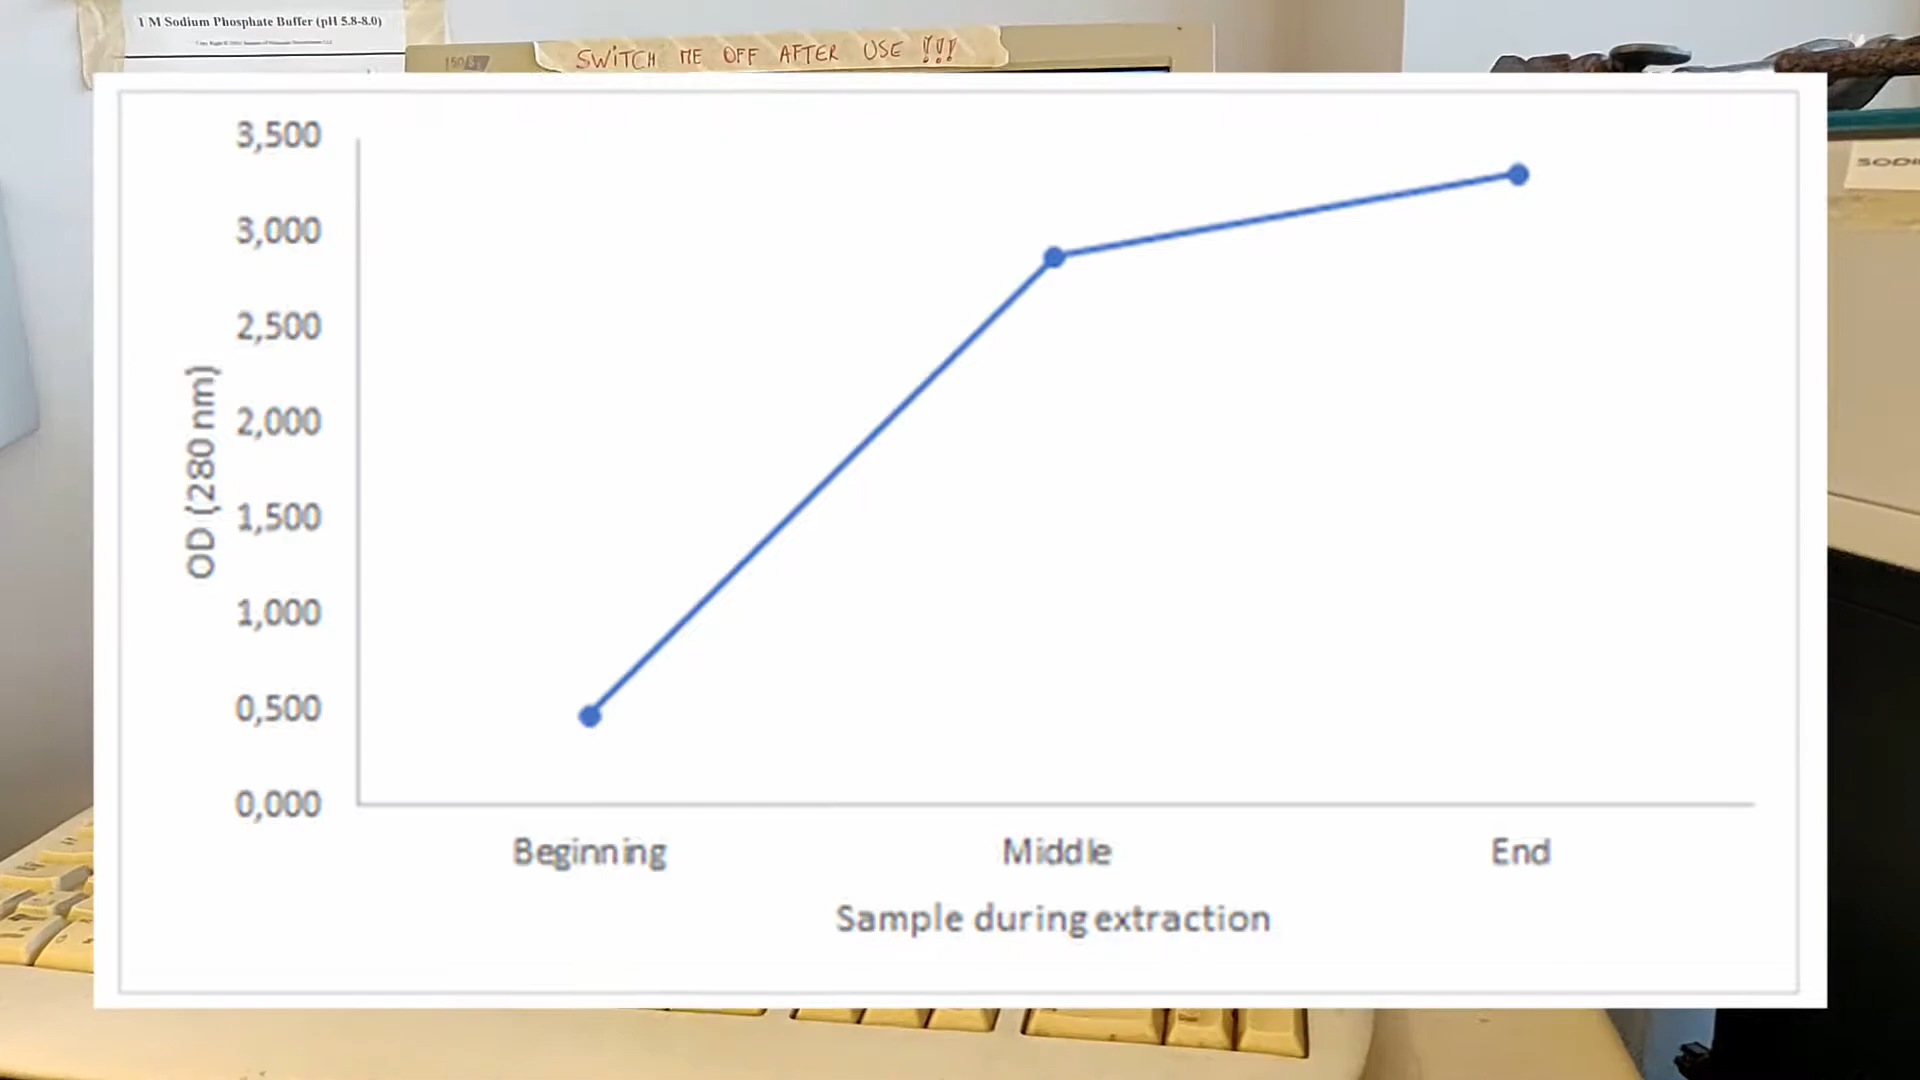 1 M Sodium Phosphate Buffer (pH 5.8-8.0)
SWITCH ME OFF AFTER USE !!!
3,500
3,000
2,500
2,000
1,500
1,000
0,500
0,000
OD (280 nm)
Beginning Middle End
Sample during extraction